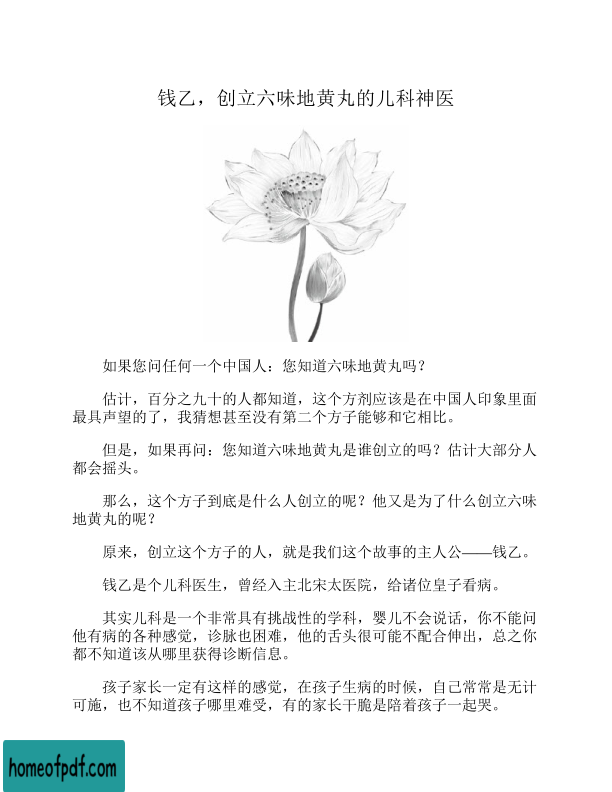 钱乙，创立六味地黄丸的儿科神医
如果您问任何一个中国人：您知道六味地黄丸吗？
估计，百分之九十的人都知道，这个方剂应该是在中国人印象里面
最具声望的了，我猜想甚至没有第二个方子能够和它相比。
但是，如果再问：您知道六味地黄丸是谁创立的吗？估计大部分人
都会摇头。
那么，这个方子到底是什么人创立的呢？他又是为了什么创立六味
地黄丸的呢？
原来，创立这个方子的人，就是我们这个故事的主人公——钱乙。
钱乙是个儿科医生，曾经入主北宋太医院，给诸位皇子看病。
其实儿科是一个非常具有挑战性的学科，婴儿不会说话，你不能问
他有病的各种感觉，诊脉也困难，他的舌头很可能不配合伸出，总之你
都不知道该从哪里获得诊断信息。
孩子家长一定有这样的感觉，在孩子生病的时候，自己常常是无计
可施，也不知道孩子哪里难受，有的家长干脆是陪着孩子一起哭。
homeofpdf.com